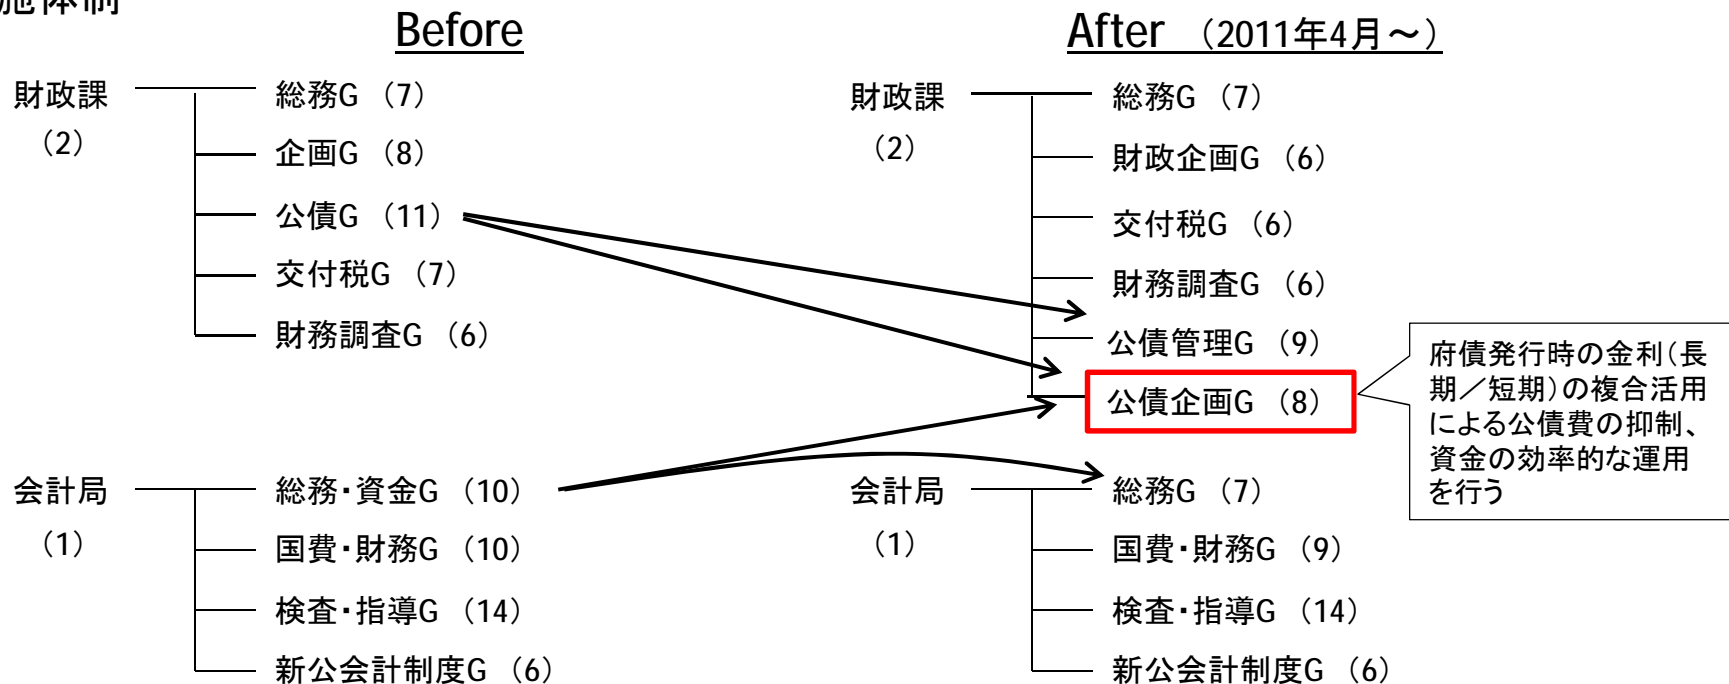 施体制
Before
財政課
(2)
総務G (7)
企画G (8)
公債G (11)
交付税G (7)
財務調査G (6)
会計局
(1)
総務・資金G (10)
国費・財務G (10)
検査・指導G (14)
新公会計制度G (6)
After (2011年4月～)
財政課
(2)
総務G (7)
財政企画G (6)
交付税G (6)
財務調査G (6)
公債管理G (9)
公債企画G (8)
府債発行時の金利(長
期／短期)の複合活用
による公債費の抑制、
資金の効率的な運用
を行う
会計局
(1)
総務G (7)
国費・財務G (9)
検査・指導G (14)
新公会計制度G (6)